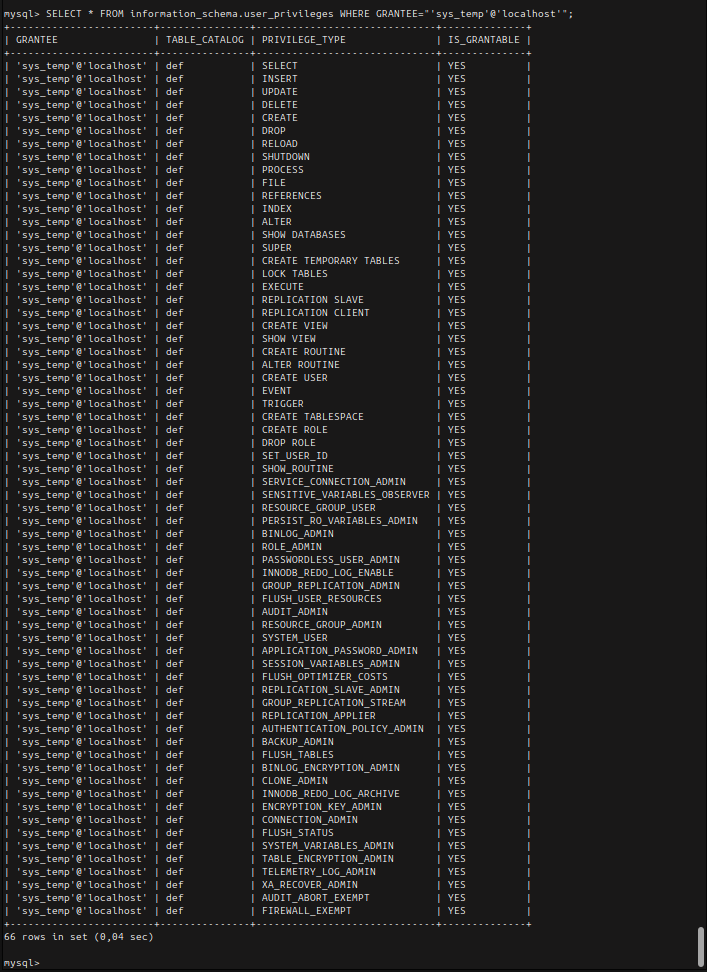 mysql> SELECT * FROM information_schema.user_privileges WHERE GRANTEE="'sys_temp'@'localhost'";
+------------------------+---------------+------------------------------+--------------+
| GRANTEE                | TABLE_CATALOG | PRIVILEGE_TYPE               | IS_GRANTABLE |
+------------------------+---------------+------------------------------+--------------+
| 'sys_temp'@'localhost' | def           | SELECT                       | YES          |
| 'sys_temp'@'localhost' | def           | INSERT                       | YES          |
| 'sys_temp'@'localhost' | def           | UPDATE                       | YES          |
| 'sys_temp'@'localhost' | def           | DELETE                       | YES          |
| 'sys_temp'@'localhost' | def           | CREATE                       | YES          |
| 'sys_temp'@'localhost' | def           | DROP                         | YES          |
| 'sys_temp'@'localhost' | def           | RELOAD                       | YES          |
| 'sys_temp'@'localhost' | def           | SHUTDOWN                     | YES          |
| 'sys_temp'@'localhost' | def           | PROCESS                      | YES          |
| 'sys_temp'@'localhost' | def           | FILE                         | YES          |
| 'sys_temp'@'localhost' | def           | REFERENCES                   | YES          |
| 'sys_temp'@'localhost' | def           | INDEX                        | YES          |
| 'sys_temp'@'localhost' | def           | ALTER                        | YES          |
| 'sys_temp'@'localhost' | def           | SHOW DATABASES               | YES          |
| 'sys_temp'@'localhost' | def           | SUPER                        | YES          |
| 'sys_temp'@'localhost' | def           | CREATE TEMPORARY TABLES      | YES          |
| 'sys_temp'@'localhost' | def           | LOCK TABLES                  | YES          |
| 'sys_temp'@'localhost' | def           | EXECUTE                      | YES          |
| 'sys_temp'@'localhost' | def           | REPLICATION SLAVE            | YES          |
| 'sys_temp'@'localhost' | def           | REPLICATION CLIENT           | YES          |
| 'sys_temp'@'localhost' | def           | CREATE VIEW                  | YES          |
| 'sys_temp'@'localhost' | def           | SHOW VIEW                    | YES          |
| 'sys_temp'@'localhost' | def           | CREATE ROUTINE               | YES          |
| 'sys_temp'@'localhost' | def           | ALTER ROUTINE                | YES          |
| 'sys_temp'@'localhost' | def           | CREATE USER                  | YES          |
| 'sys_temp'@'localhost' | def           | EVENT                        | YES          |
| 'sys_temp'@'localhost' | def           | TRIGGER                      | YES          |
| 'sys_temp'@'localhost' | def           | CREATE TABLESPACE            | YES          |
| 'sys_temp'@'localhost' | def           | CREATE ROLE                  | YES          |
| 'sys_temp'@'localhost' | def           | DROP ROLE                    | YES          |
| 'sys_temp'@'localhost' | def           | SET_USER_ID                  | YES          |
| 'sys_temp'@'localhost' | def           | SHOW_ROUTINE                 | YES          |
| 'sys_temp'@'localhost' | def           | SERVICE_CONNECTION_ADMIN     | YES          |
| 'sys_temp'@'localhost' | def           | SENSITIVE_VARIABLES_OBSERVER | YES          |
| 'sys_temp'@'localhost' | def           | RESOURCE_GROUP_USER          | YES          |
| 'sys_temp'@'localhost' | def           | PERSIST_RO_VARIABLES_ADMIN   | YES          |
| 'sys_temp'@'localhost' | def           | BINLOG_ADMIN                 | YES          |
| 'sys_temp'@'localhost' | def           | ROLE_ADMIN                   | YES          |
| 'sys_temp'@'localhost' | def           | PASSWORDLESS_USER_ADMIN      | YES          |
| 'sys_temp'@'localhost' | def           | INNODB_REDO_LOG_ENABLE       | YES          |
| 'sys_temp'@'localhost' | def           | GROUP_REPLICATION_ADMIN      | YES          |
| 'sys_temp'@'localhost' | def           | FLUSH_USER_RESOURCES         | YES          |
| 'sys_temp'@'localhost' | def           | AUDIT_ADMIN                  | YES          |
| 'sys_temp'@'localhost' | def           | RESOURCE_GROUP_ADMIN         | YES          |
| 'sys_temp'@'localhost' | def           | SYSTEM_USER                  | YES          |
| 'sys_temp'@'localhost' | def           | APPLICATION_PASSWORD_ADMIN   | YES          |
| 'sys_temp'@'localhost' | def           | SESSION_VARIABLES_ADMIN      | YES          |
| 'sys_temp'@'localhost' | def           | FLUSH_OPTIMIZER_COSTS        | YES          |
| 'sys_temp'@'localhost' | def           | REPLICATION_SLAVE_ADMIN      | YES          |
| 'sys_temp'@'localhost' | def           | GROUP_REPLICATION_STREAM     | YES          |
| 'sys_temp'@'localhost' | def           | REPLICATION_APPLIER          | YES          |
| 'sys_temp'@'localhost' | def           | AUTHENTICATION_POLICY_ADMIN  | YES          |
| 'sys_temp'@'localhost' | def           | BACKUP_ADMIN                 | YES          |
| 'sys_temp'@'localhost' | def           | FLUSH_TABLES                 | YES          |
| 'sys_temp'@'localhost' | def           | BINLOG_ENCRYPTION_ADMIN      | YES          |
| 'sys_temp'@'localhost' | def           | CLONE_ADMIN                  | YES          |
| 'sys_temp'@'localhost' | def           | INNODB_REDO_LOG_ARCHIVE      | YES          |
| 'sys_temp'@'localhost' | def           | ENCRYPTION_KEY_ADMIN         | YES          |
| 'sys_temp'@'localhost' | def           | CONNECTION_ADMIN             | YES          |
| 'sys_temp'@'localhost' | def           | FLUSH_STATUS                 | YES          |
| 'sys_temp'@'localhost' | def           | SYSTEM_VARIABLES_ADMIN       | YES          |
| 'sys_temp'@'localhost' | def           | TABLE_ENCRYPTION_ADMIN       | YES          |
| 'sys_temp'@'localhost' | def           | TELEMETRY_LOG_ADMIN          | YES          |
| 'sys_temp'@'localhost' | def           | XA_RECOVER_ADMIN             | YES          |
| 'sys_temp'@'localhost' | def           | AUDIT_ABORT_EXEMPT           | YES          |
| 'sys_temp'@'localhost' | def           | FIREWALL_EXEMPT              | YES          |
+------------------------+---------------+------------------------------+--------------+
66 rows in set (0,04 sec)
mysql>